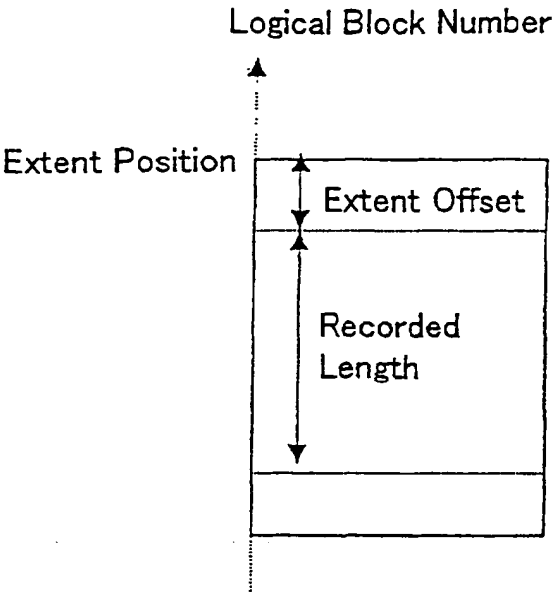 Logical Block Number
Extent Position
Extent Offset
Recorded
Length